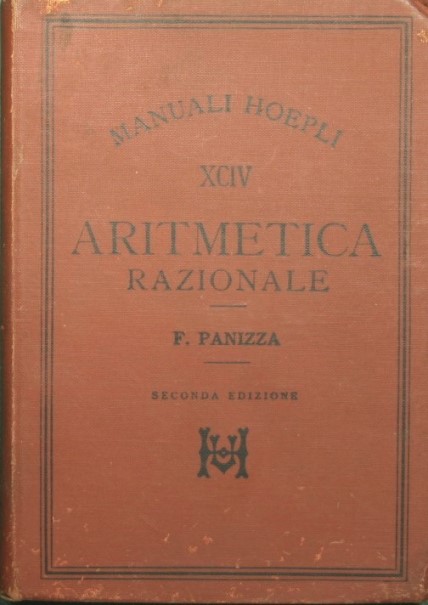 MANUALI HOEPLI
XCIV
ARITMETICA
RAZIONALE
F. PANIZZA
SECONDA EDIZIONE